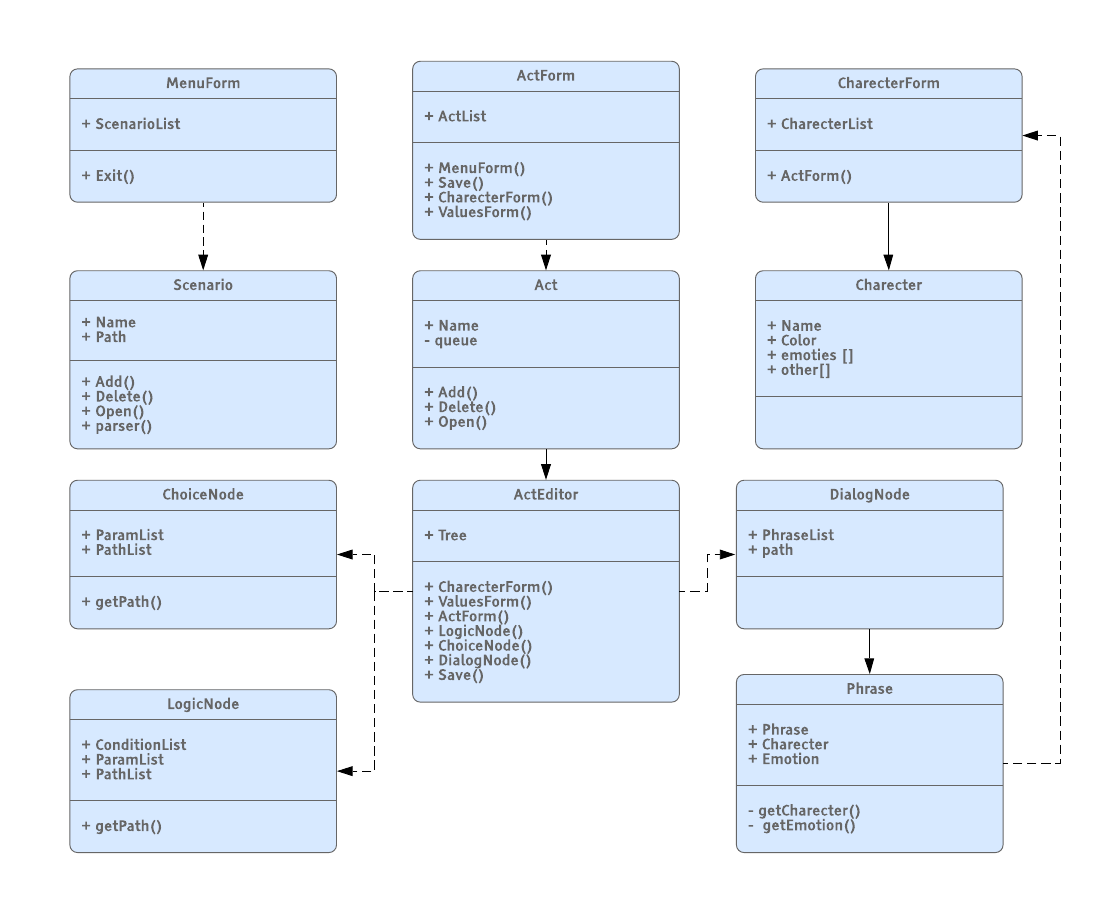 MenuForm
+ ScenarioList
+ Exit()
ActForm
+ ActList
+ MenuForm()
+ Save()
+ CharecterForm()
+ ValuesForm()
CharecterForm
+ CharecterList
+ ActForm()
Scenario
+ Name
+ Path
+ Add()
+ Delete()
+ Open()
+ parser()
Act
+ Name
- queue
+ Add()
+ Delete()
+ Open()
Charecter
+ Name
+ Color
+ emoties []
+ other[]
ChoiceNode
+ ParamList
+ PathList
+ getPath()
ActEditor
+ Tree
+ CharecterForm()
+ ValuesForm()
+ ActForm()
+ LogicNode()
+ ChoiceNode()
+ DialogNode()
+ Save()
DialogNode
+ PhraseList
+ path
LogicNode
+ ConditionList
+ ParamList
+ PathList
+ getPath()
Phrase
+ Phrase
+ Charecter
+ Emotion
- getCharecter()
- getEmotion()